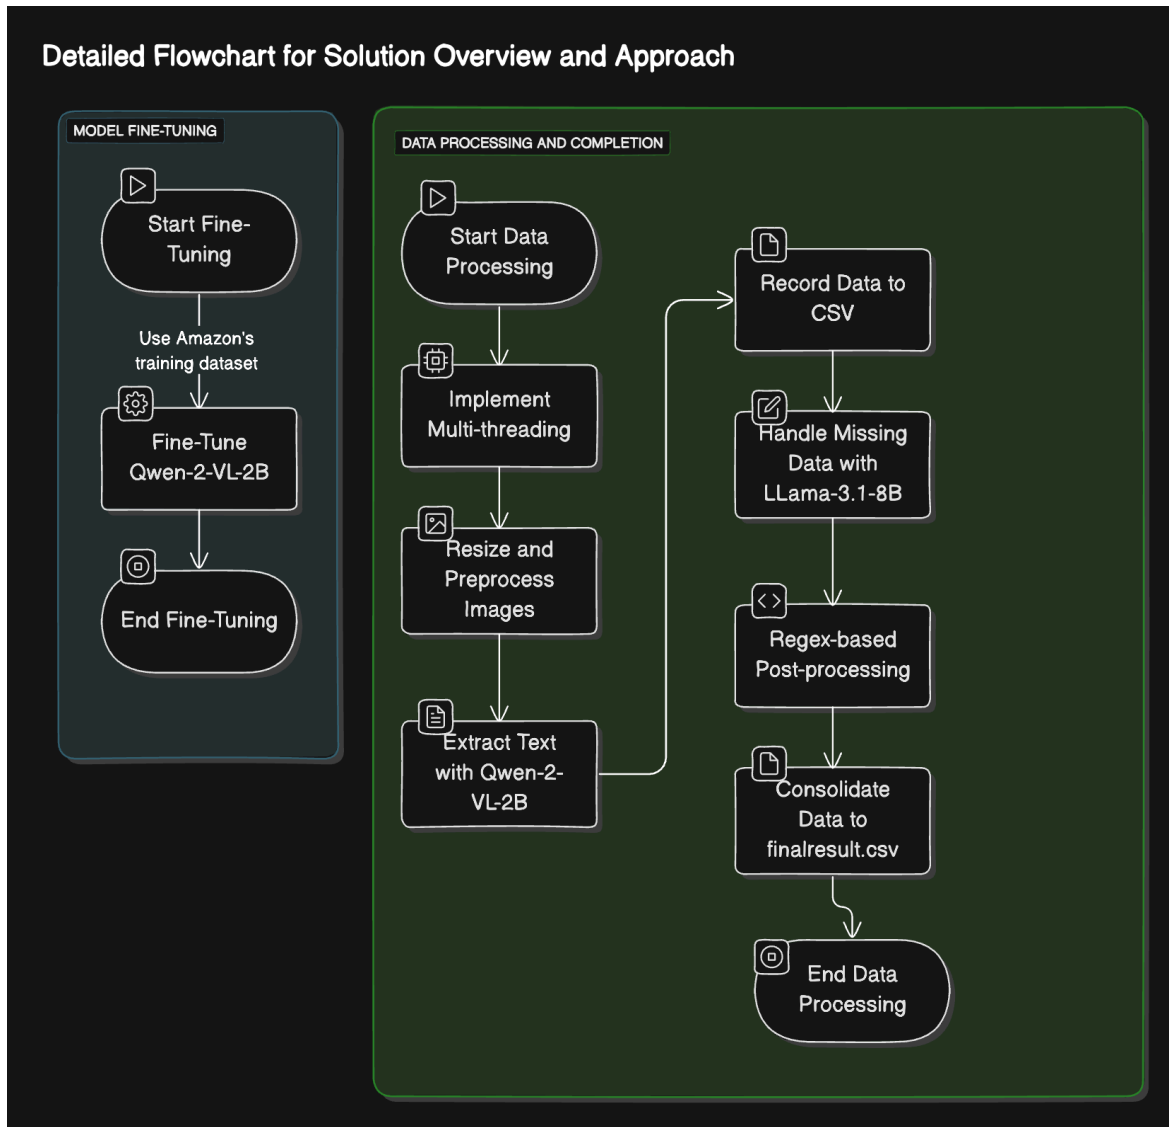 Detailed Flowchart for Solution Overview and Approach
MODEL FINE-TUNING
Start Fine-
Tuning
Use Amazon's
training dataset
Fine-Tune
Qwen-2-VL-2B
End Fine-Tuning
DATA PROCESSING AND COMPLETION
Start Data
Processing
Implement
Multi-threading
Resize and
Preprocess
Images
Extract Text
with Qwen-2-
VL-2B
Record Data to
CSV
Handle Missing
Data with
LLama-3.1-8B
Regex-based
Post-processing
Consolidate
Data to
finalresult.csv
End Data
Processing